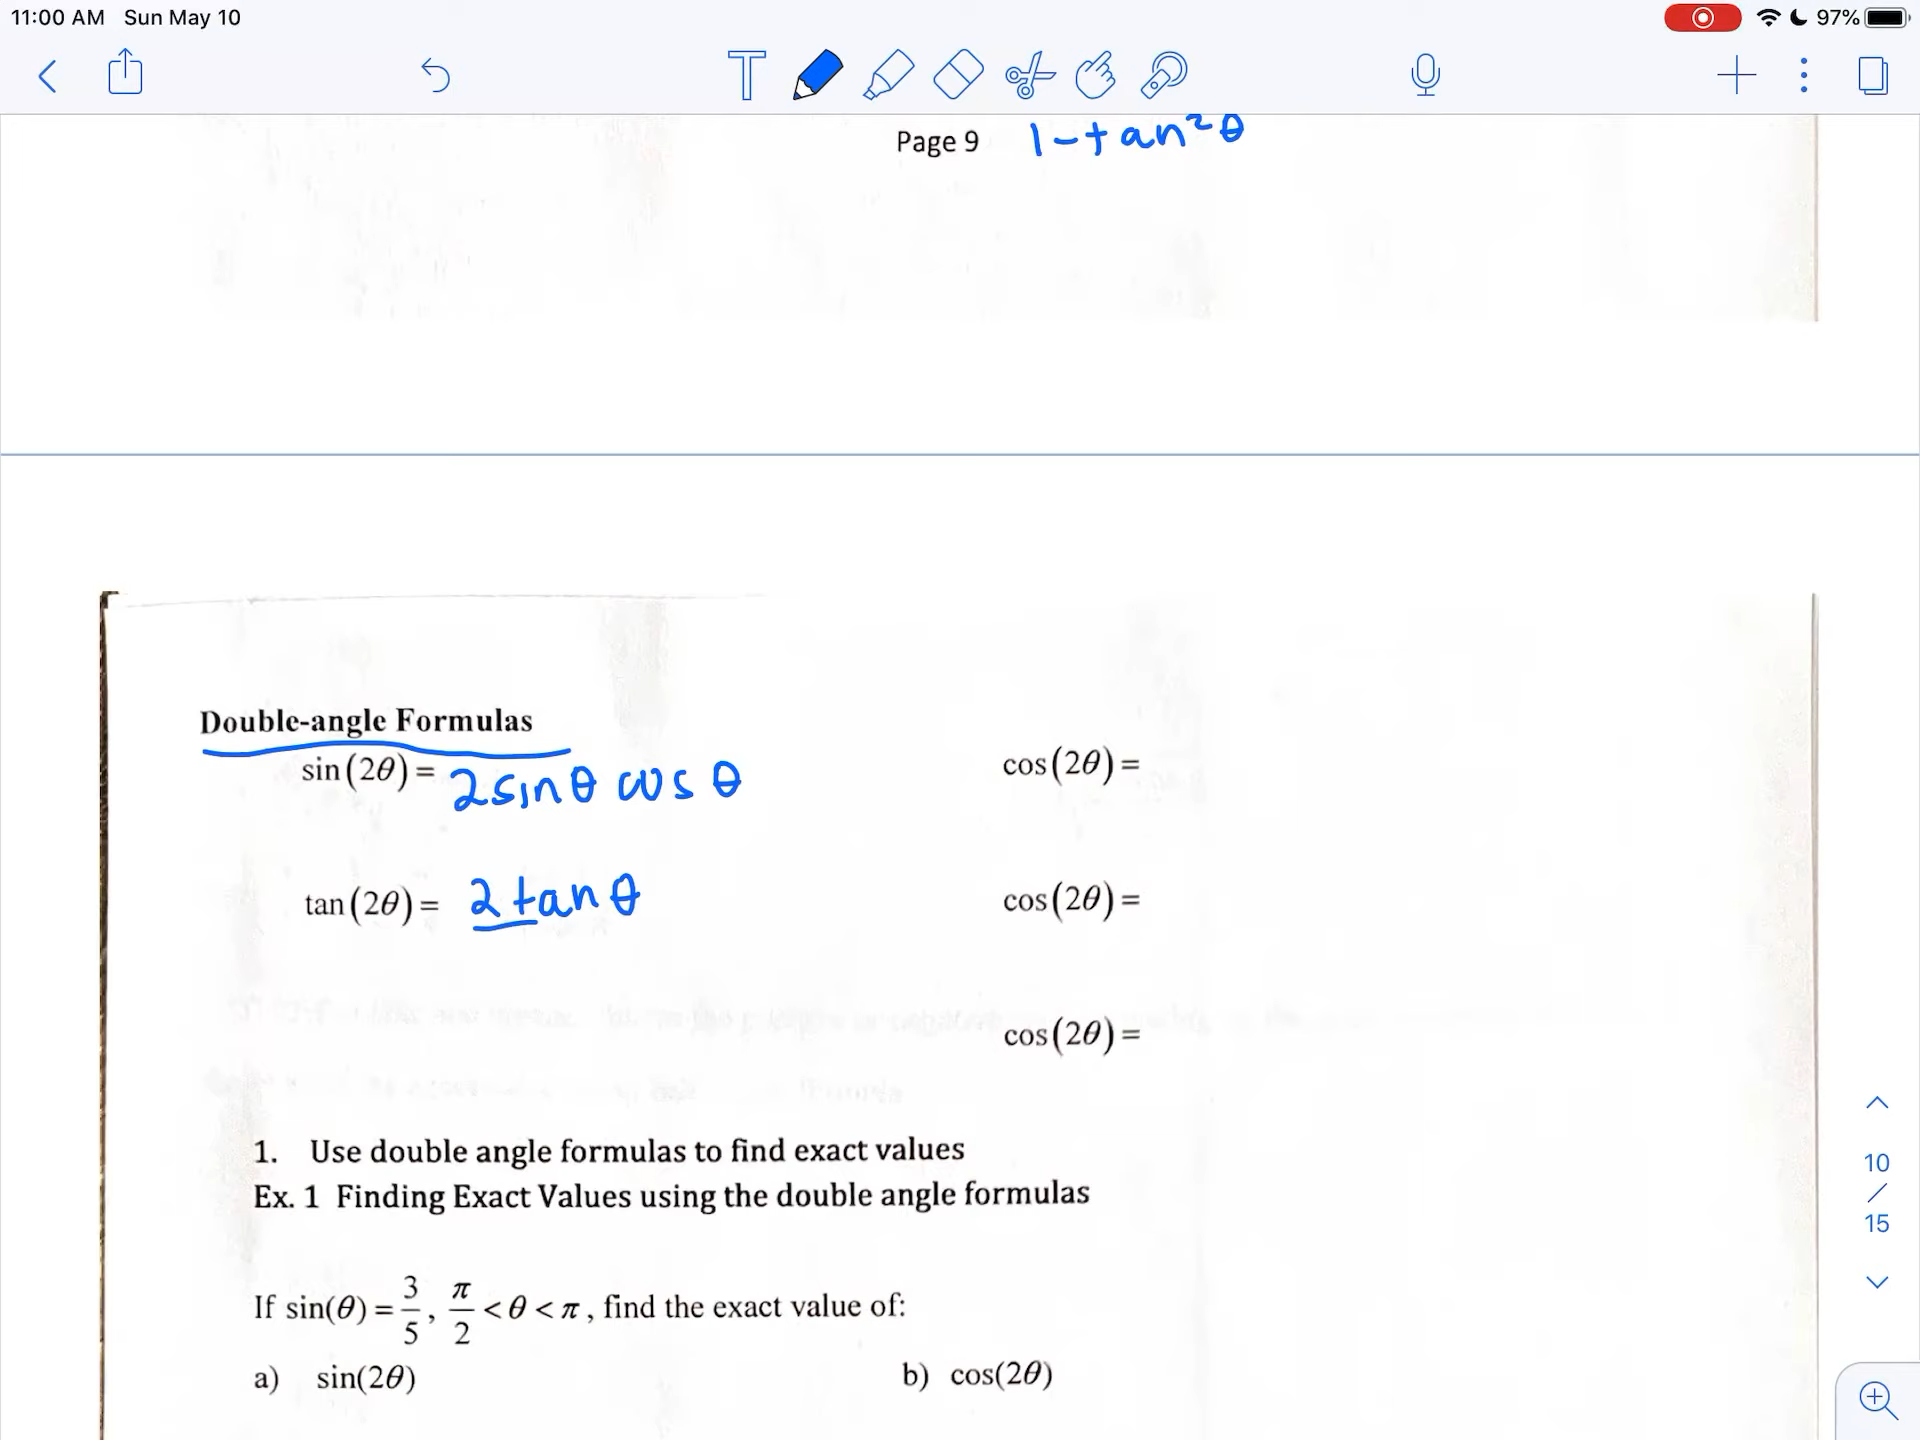 11:00 AM Sun May 10 97%
T
Page 9 1-tan²θ
Double-angle Formulas
sin(2θ)= 2sinθ cosθ cos(2θ)=
tan(2θ)= 2tanθ cos(2θ)=
cos(2θ)=
1. Use double angle formulas to find exact values
Ex. 1 Finding Exact Values using the double angle formulas
If sin(θ)=3/5, π/2<θ<π, find the exact value of:
a) sin(2θ) b) cos(2θ)
10
/
15